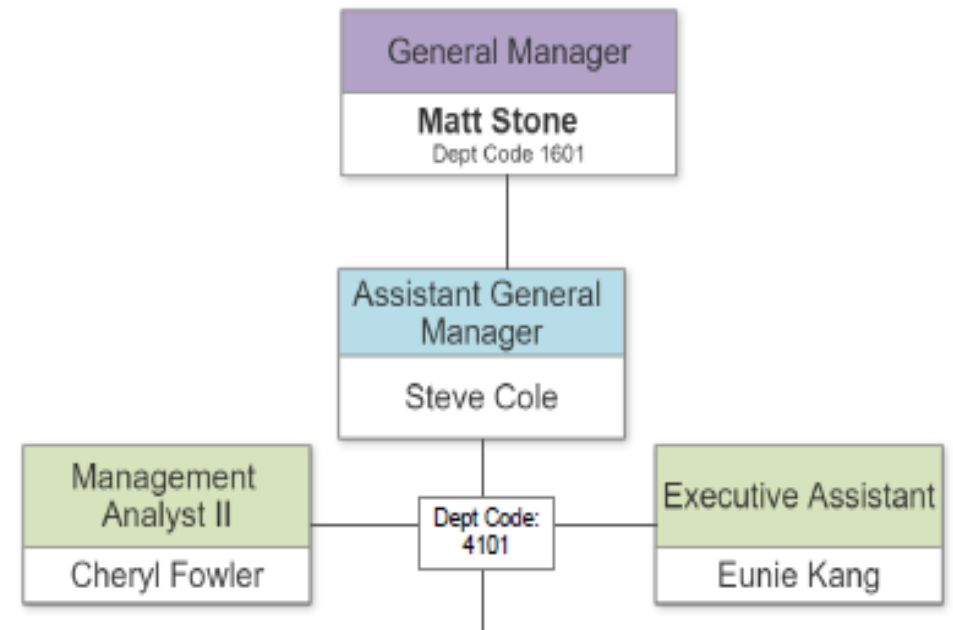 General Manager
Matt Stone
Dept Code 1601
Assistant General
Manager
Steve Cole
Management
Analyst II
Cheryl Fowler
Dept Code:
4101
Executive Assistant
Eunie Kang